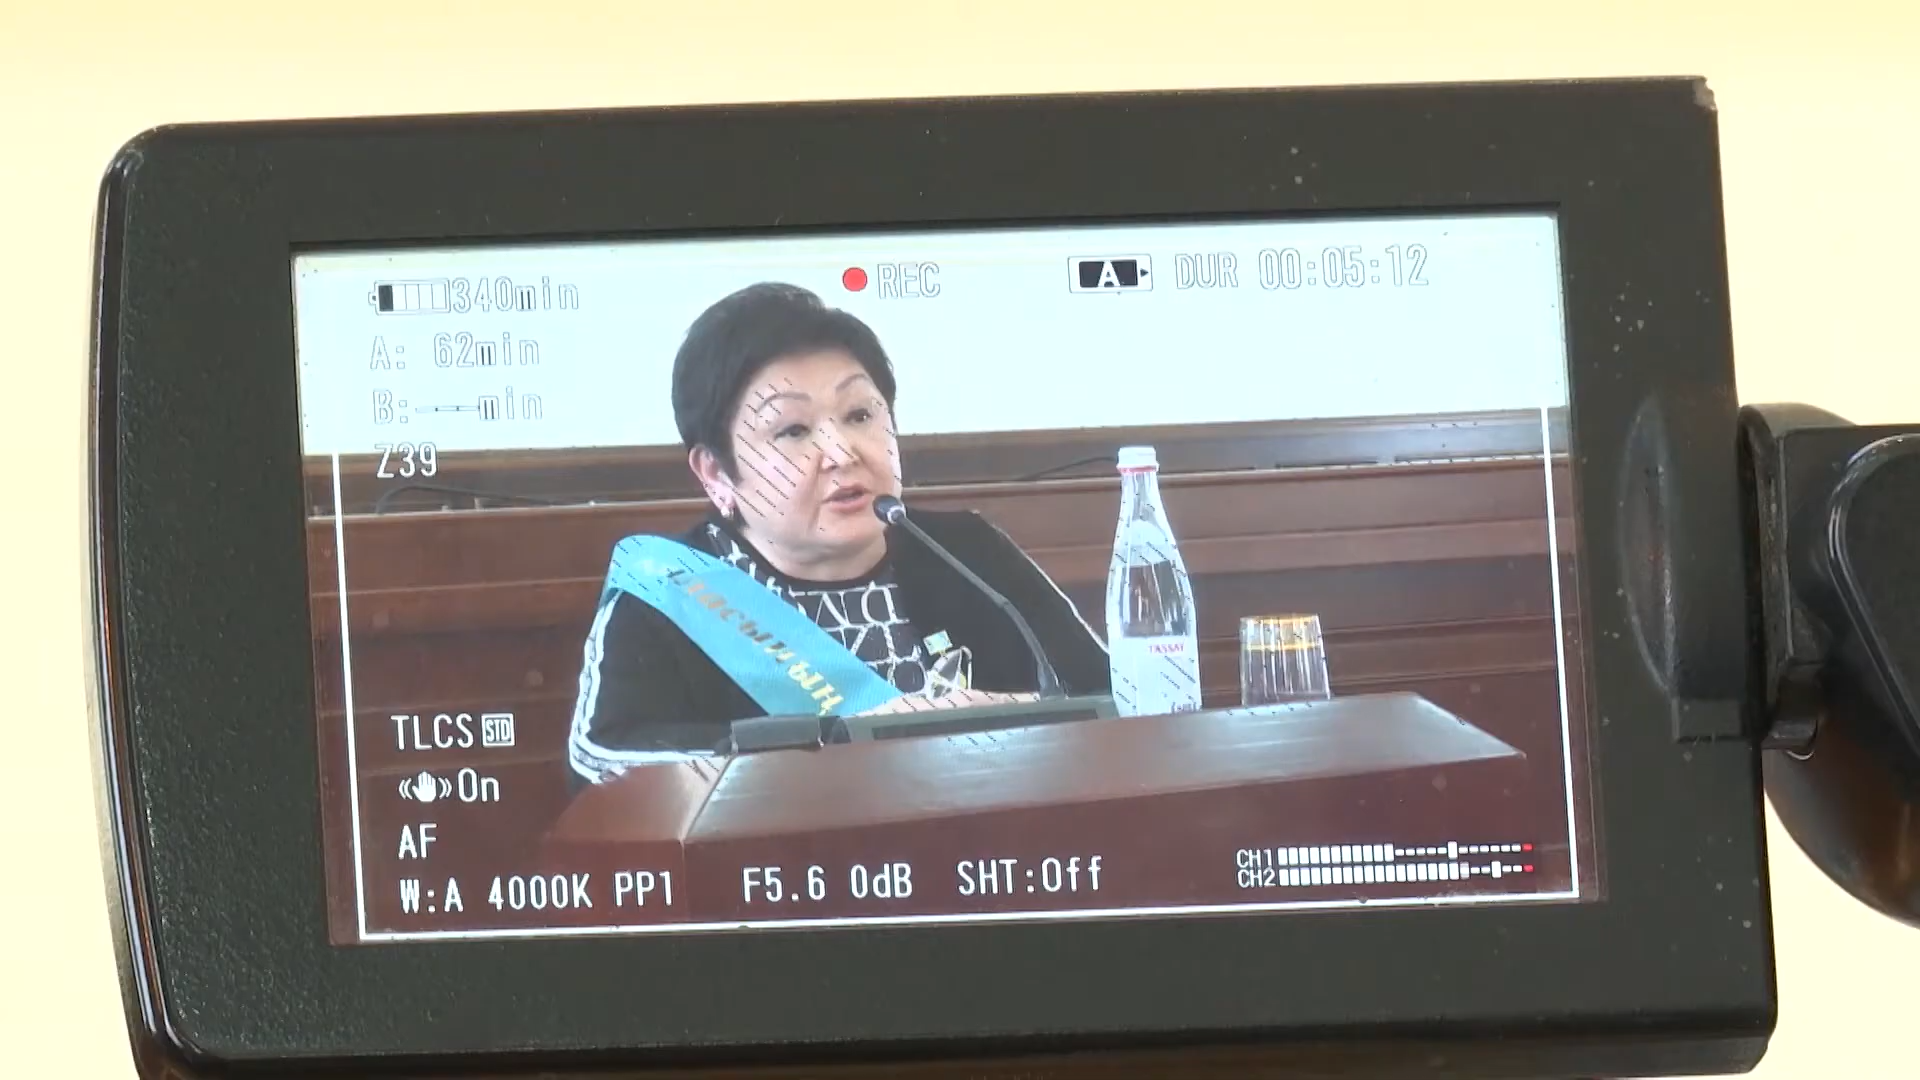 340min
REC
A
DUR 00:05:12
A: 62min
B:---min
Z39
TASSAY
TLCS STD
On
AF
W:A 4000K PP1
F5.6 0dB
SHT:Off
CH1
CH2